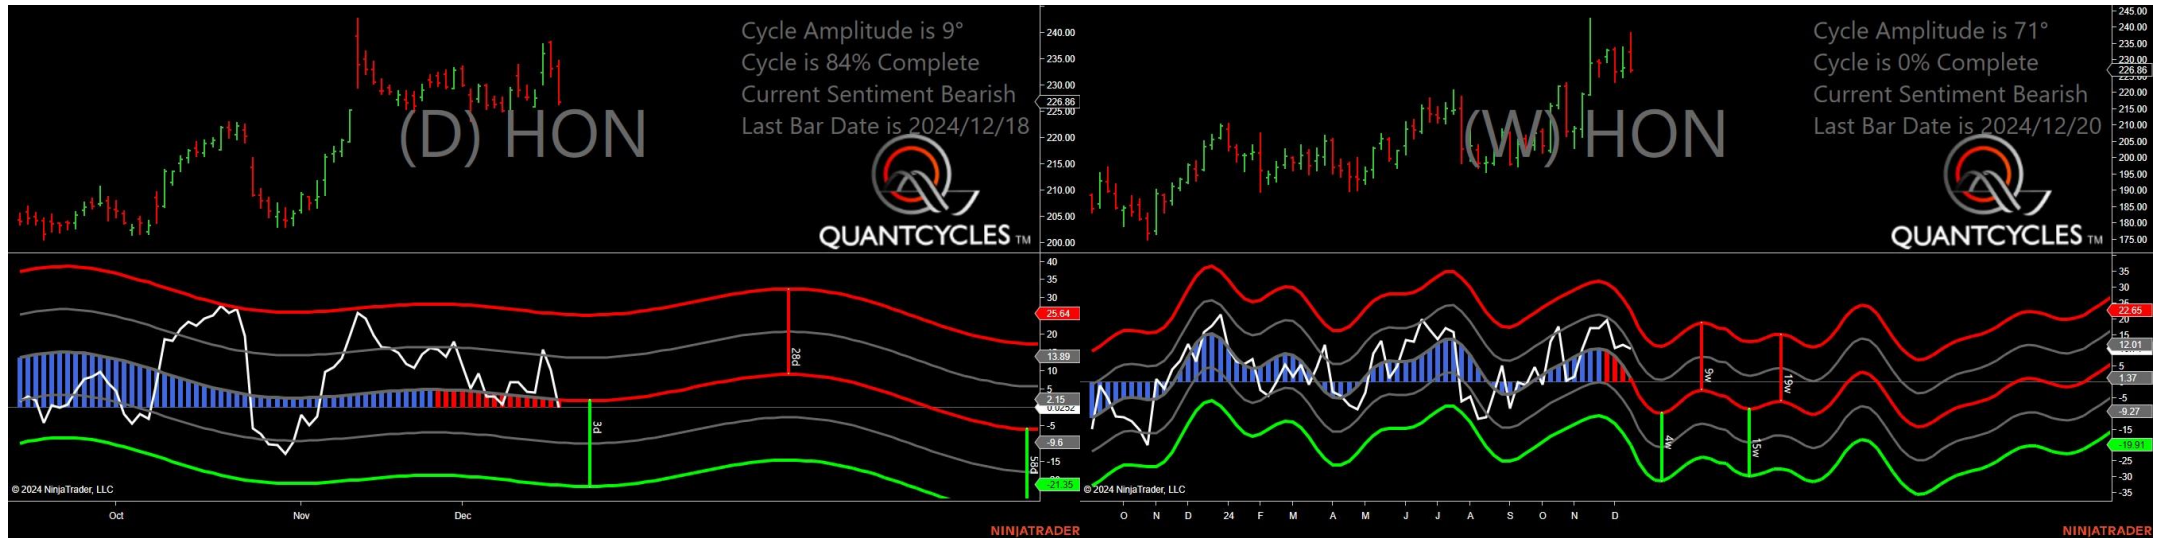 Cycle Amplitude is 9°
Cycle is 84% Complete
Current Sentiment Bearish
Last Bar Date is 2024/12/18
(D) HON
QUANTCYCLES TM
240.00
235.00
230.00
226.86
225.00
220.00
215.00
210.00
205.00
200.00
40
35
30
25.64
20
13.89
10
5
2.15
0.0252
-5
-9.6
-15
-21.35
28d
3d
58d
© 2024 NinjaTrader, LLC
Oct
Nov
Dec
NINJATRADER
Cycle Amplitude is 71°
Cycle is 0% Complete
Current Sentiment Bearish
Last Bar Date is 2024/12/20
(W) HON
QUANTCYCLES TM
245.00
240.00
235.00
230.00
226.86
225.00
220.00
215.00
210.00
205.00
200.00
195.00
190.00
185.00
180.00
175.00
35
30
22.65
20
15
12.01
5
1.37
-5
-9.27
-15
-19.91
-25
-30
-35
9w
19w
4w
15w
© 2024 NinjaTrader, LLC
O
N
D
24
F
M
A
M
J
J
A
S
O
N
D
NINJATRADER